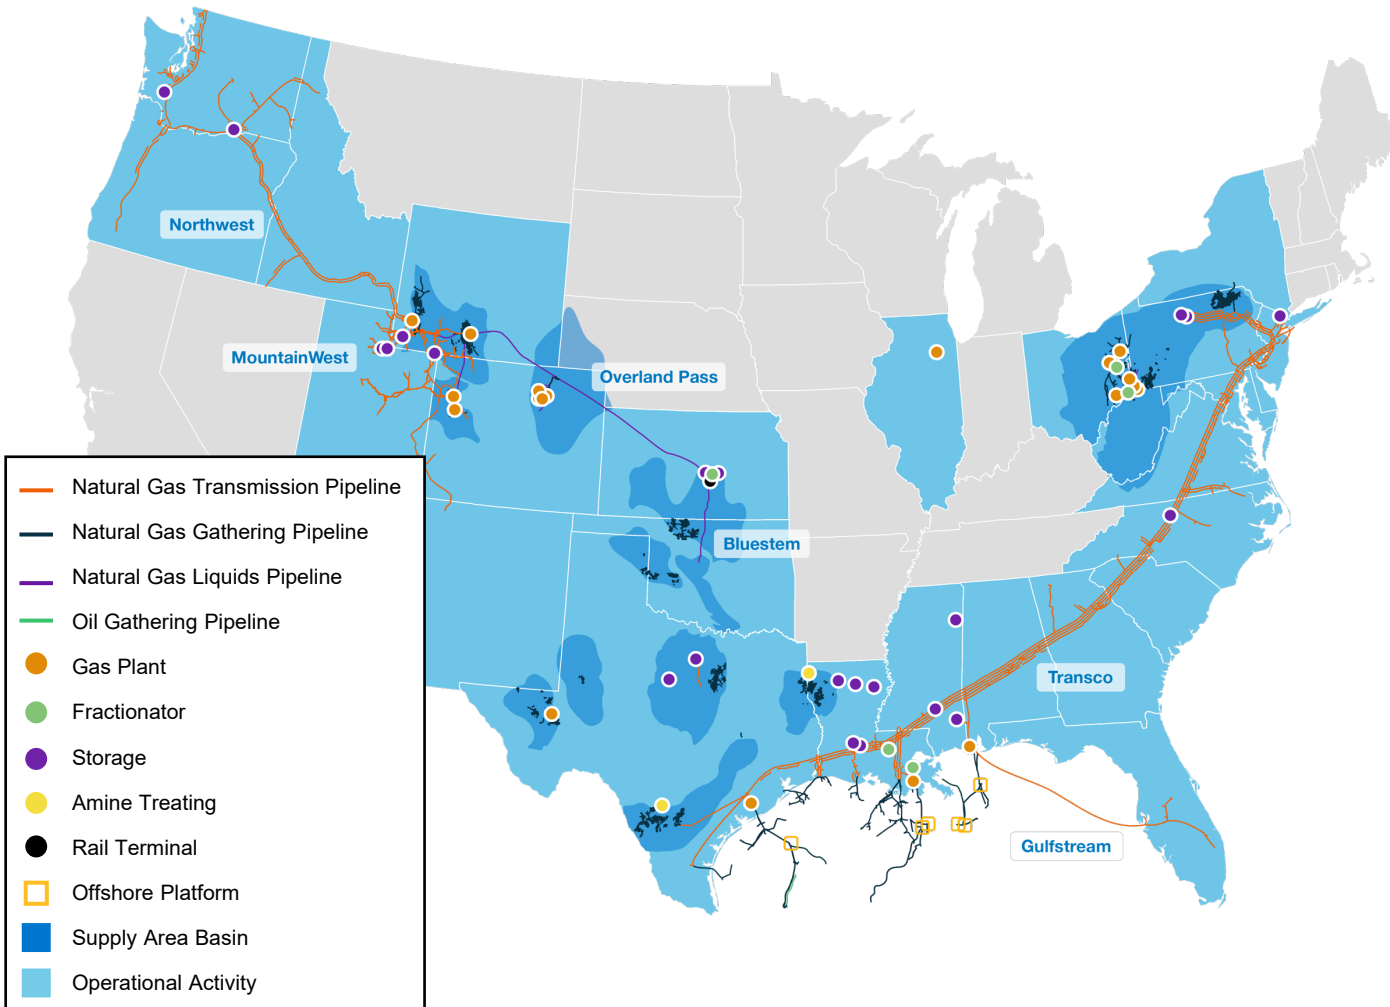 Northwest
MountainWest
Overland Pass
Bluestem
Transco
Gulfstream
Natural Gas Transmission Pipeline
Natural Gas Gathering Pipeline
Natural Gas Liquids Pipeline
Oil Gathering Pipeline
Gas Plant
Fractionator
Storage
Amine Treating
Rail Terminal
Offshore Platform
Supply Area Basin
Operational Activity